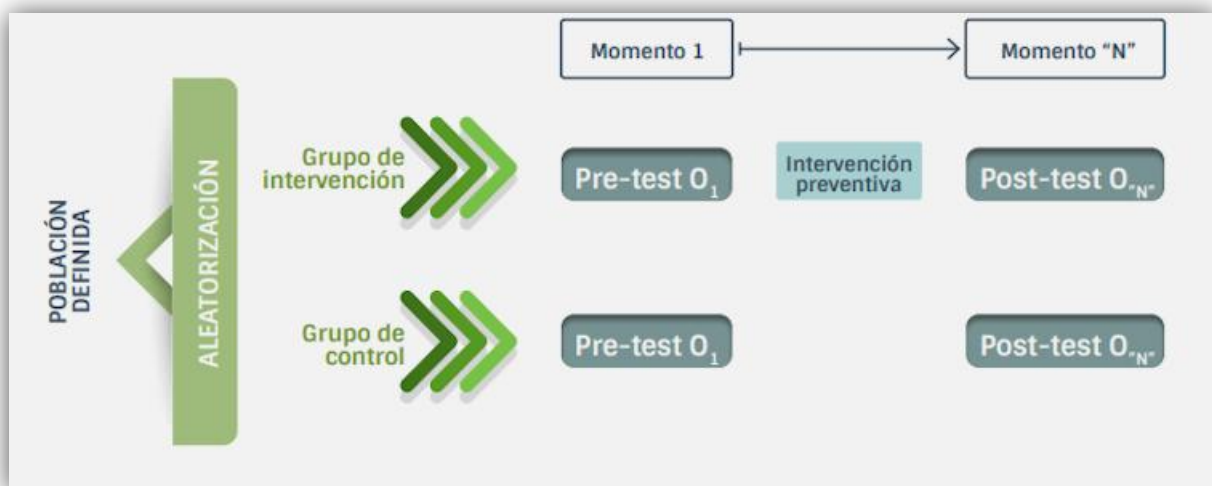 Momento 1
Momento "N"
POBLACIÓN
DEFINIDA
ALEATORIZACIÓN
Grupo de
intervención
Pre-test O₁
Intervención
preventiva
Post-test O"N"
Grupo de
control
Pre-test O₁
Post-test O"N"